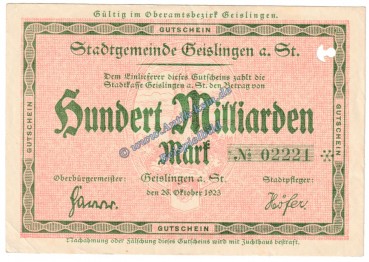 Gültig im Oberamtsbezirk Geislingen.
GUTSCHEIN
Stadtgemeinde Geislingen a. St.
Dem Einlieferer dieses Gutscheins zahlt die
Stadtkasse Geislingen a. St. den Betrag von
Hundert Milliarden
Mark
№ 02221
Oberbürgermeister:
Geislingen a. St.
Stadtpfleger:
den 26. Oktober 1923
Höfer
GUTSCHEIN
GUTSCHEIN
GUTSCHEIN
Nachahmung oder Fälschung dieses Gutscheins wird mit Zuchthaus bestraft.